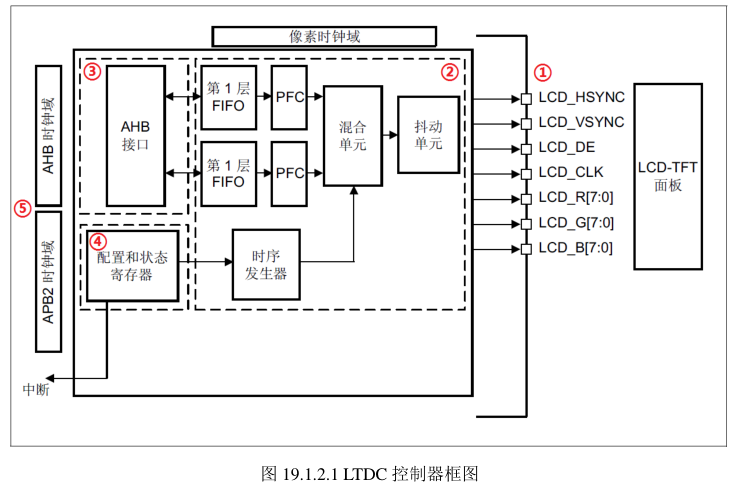 像素时钟域
③
②
①
⑤
④
AHB 时钟域
APB2 时钟域
AHB
接口
第 1 层
FIFO
PFC
第 1 层
FIFO
PFC
混合
单元
抖动
单元
配置和状态
寄存器
时序
发生器
中断
LCD_HSYNC
LCD_VSYNC
LCD_DE
LCD_CLK
LCD_R[7:0]
LCD_G[7:0]
LCD_B[7:0]
LCD-TFT
面板
图 19.1.2.1 LTDC 控制器框图